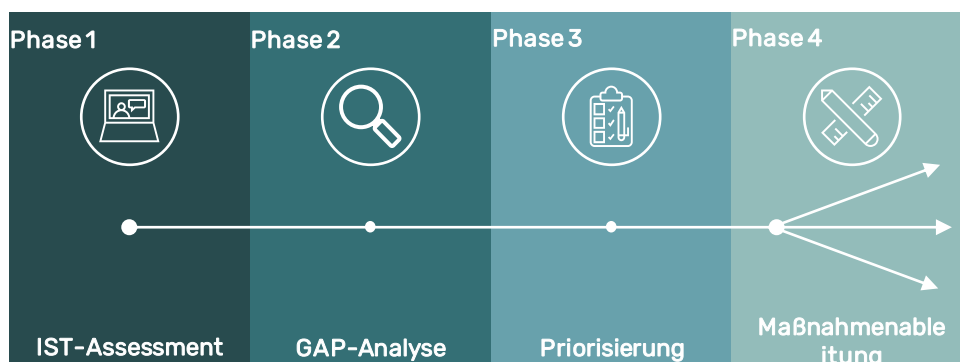 Phase 1
Phase 2
Phase 3
Phase 4
IST-Assessment
GAP-Analyse
Priorisierung
Maßnahmenable
itung